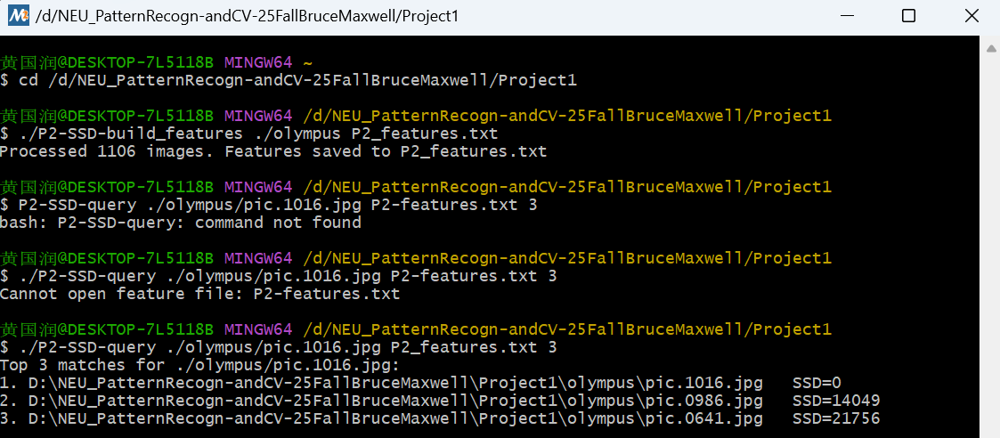 /d/NEU_PatternRecogn-andCV-25FallBruceMaxwell/Project1
黄国润@DESKTOP-7L5118B MINGW64 ~
$ cd /d/NEU_PatternRecogn-andCV-25FallBruceMaxwell/Project1
黄国润@DESKTOP-7L5118B MINGW64 /d/NEU_PatternRecogn-andCV-25FallBruceMaxwell/Project1
$ ./P2-SSD-build_features ./olympus P2_features.txt
Processed 1106 images. Features saved to P2_features.txt
黄国润@DESKTOP-7L5118B MINGW64 /d/NEU_PatternRecogn-andCV-25FallBruceMaxwell/Project1
$ P2-SSD-query ./olympus/pic.1016.jpg P2-features.txt 3
bash: P2-SSD-query: command not found
黄国润@DESKTOP-7L5118B MINGW64 /d/NEU_PatternRecogn-andCV-25FallBruceMaxwell/Project1
$ ./P2-SSD-query ./olympus/pic.1016.jpg P2-features.txt 3
Cannot open feature file: P2-features.txt
黄国润@DESKTOP-7L5118B MINGW64 /d/NEU_PatternRecogn-andCV-25FallBruceMaxwell/Project1
$ ./P2-SSD-query ./olympus/pic.1016.jpg P2_features.txt 3
Top 3 matches for ./olympus/pic.1016.jpg:
1. D:\NEU_PatternRecogn-andCV-25FallBruceMaxwell\Project1\olympus\pic.1016.jpg   SSD=0
2. D:\NEU_PatternRecogn-andCV-25FallBruceMaxwell\Project1\olympus\pic.0986.jpg   SSD=14049
3. D:\NEU_PatternRecogn-andCV-25FallBruceMaxwell\Project1\olympus\pic.0641.jpg   SSD=21756